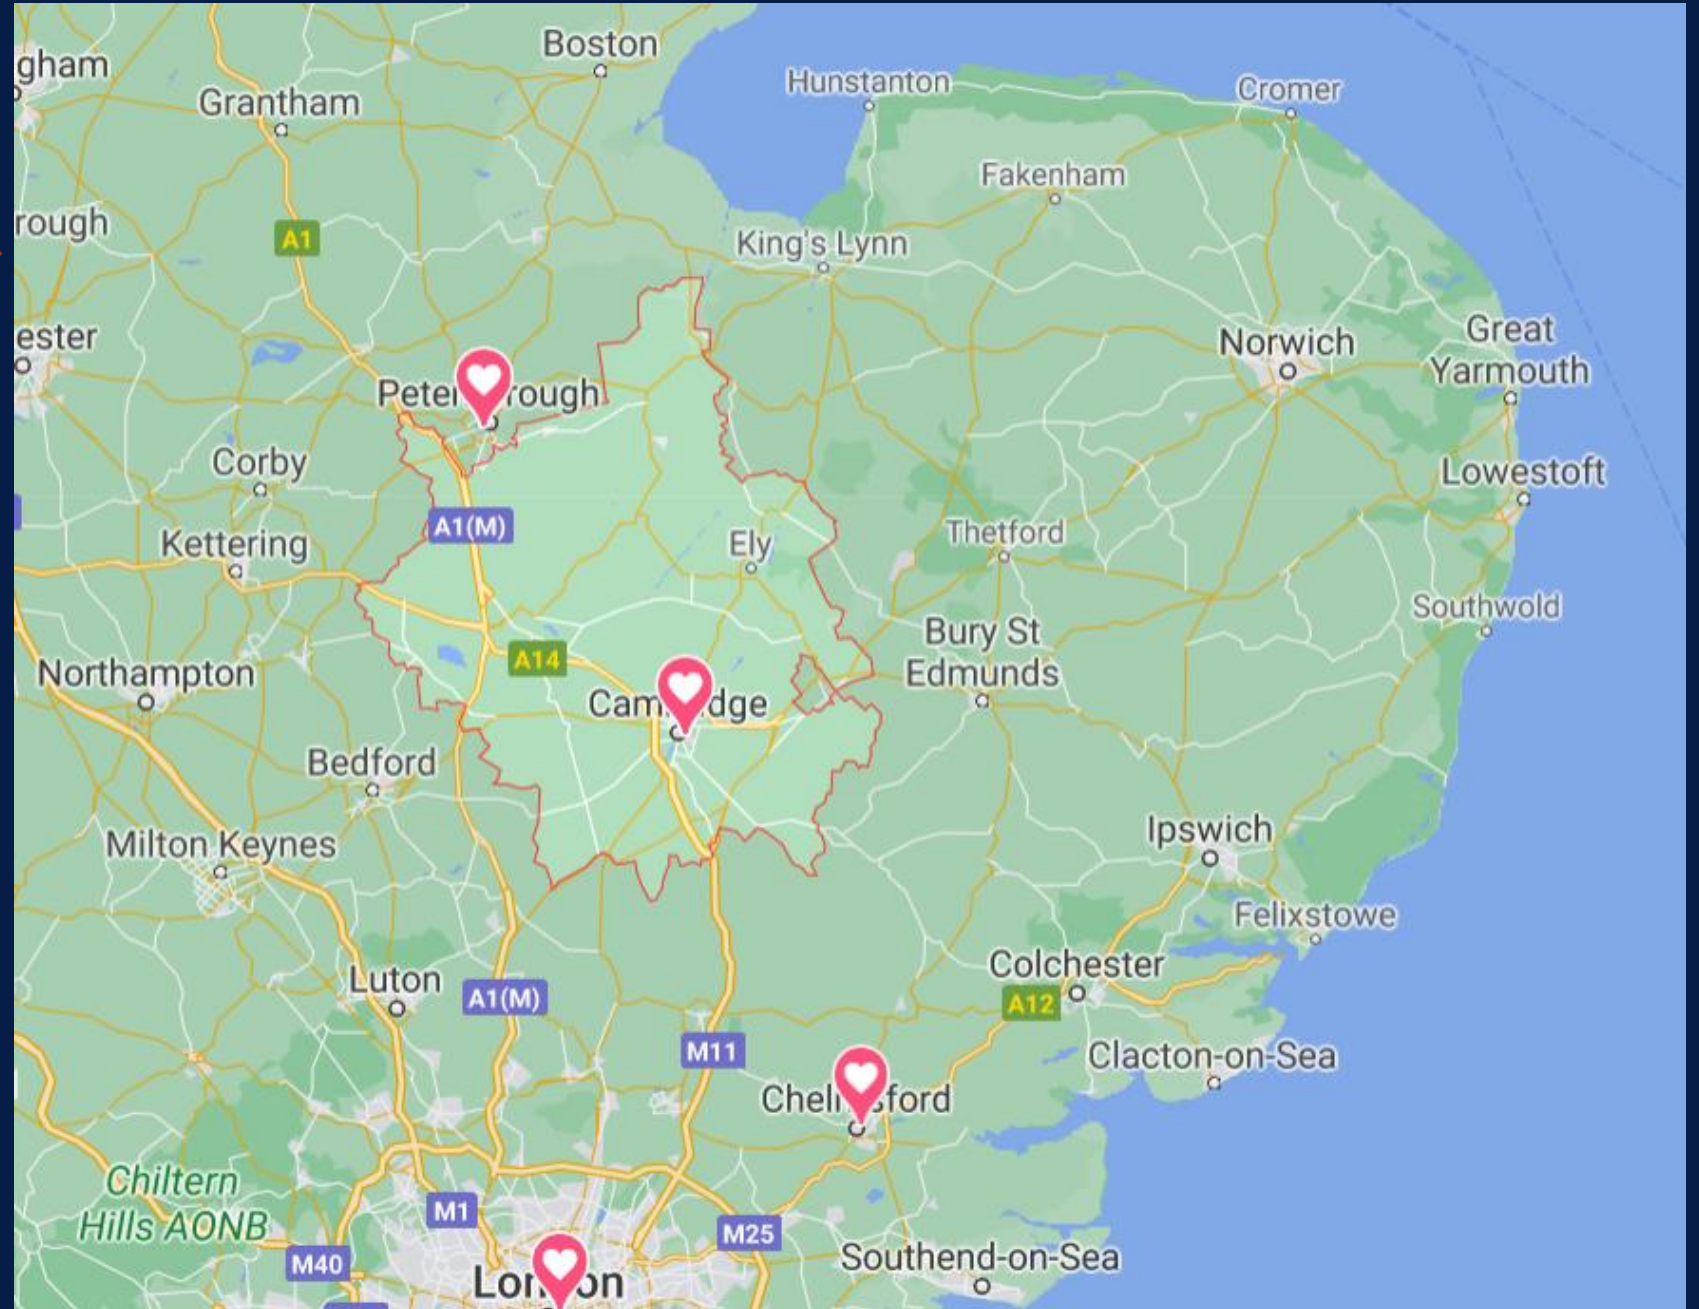 Boston
gham
Hunstanton
Cromer
Grantham
Fakenham
rough
A1
King's Lynn
ester
Great
Yarmouth
Norwich
Peter rough
Corby
Lowestoft
A1(M)
Kettering
Ely
Thetford
Southwold
Bury St
Edmunds
A14
Northampton
Cam dge
Bedford
Ipswich
Milton Keynes
Felixstowe
Colchester
Luton
A1(M)
A12
M11
Clacton-on-Sea
Chel sford
Chiltern
Hills AONB
M1
M25
M40
Southend-on-Sea
Lon on